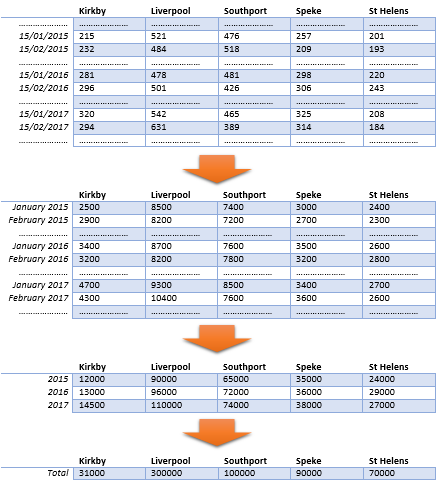 Kirkby Liverpool Southport Speke St Helens
.................... .................... .................... .................... .................... ....................
15/01/2015 215 521 476 257 201
15/02/2015 232 484 518 209 193
.................... .................... .................... .................... .................... ....................
15/01/2016 281 478 481 298 220
15/02/2016 296 501 426 306 243
.................... .................... .................... .................... .................... ....................
15/01/2017 320 542 465 325 208
15/02/2017 294 631 389 314 184
.................... .................... .................... .................... .................... ....................
Kirkby Liverpool Southport Speke St Helens
January 2015 2500 8500 7400 3000 2400
February 2015 2900 8200 7200 2700 2300
.................... .................... .................... .................... .................... ....................
January 2016 3400 8700 7600 3500 2600
February 2016 3200 8200 7800 3200 2800
.................... .................... .................... .................... .................... ....................
January 2017 4700 9300 8500 3400 2700
February 2017 4300 10400 7600 3600 2600
.................... .................... .................... .................... .................... ....................
Kirkby Liverpool Southport Speke St Helens
2015 12000 90000 65000 35000 24000
2016 13000 96000 72000 36000 29000
2017 14500 110000 74000 38000 27000
Kirkby Liverpool Southport Speke St Helens
Total 31000 300000 100000 90000 70000